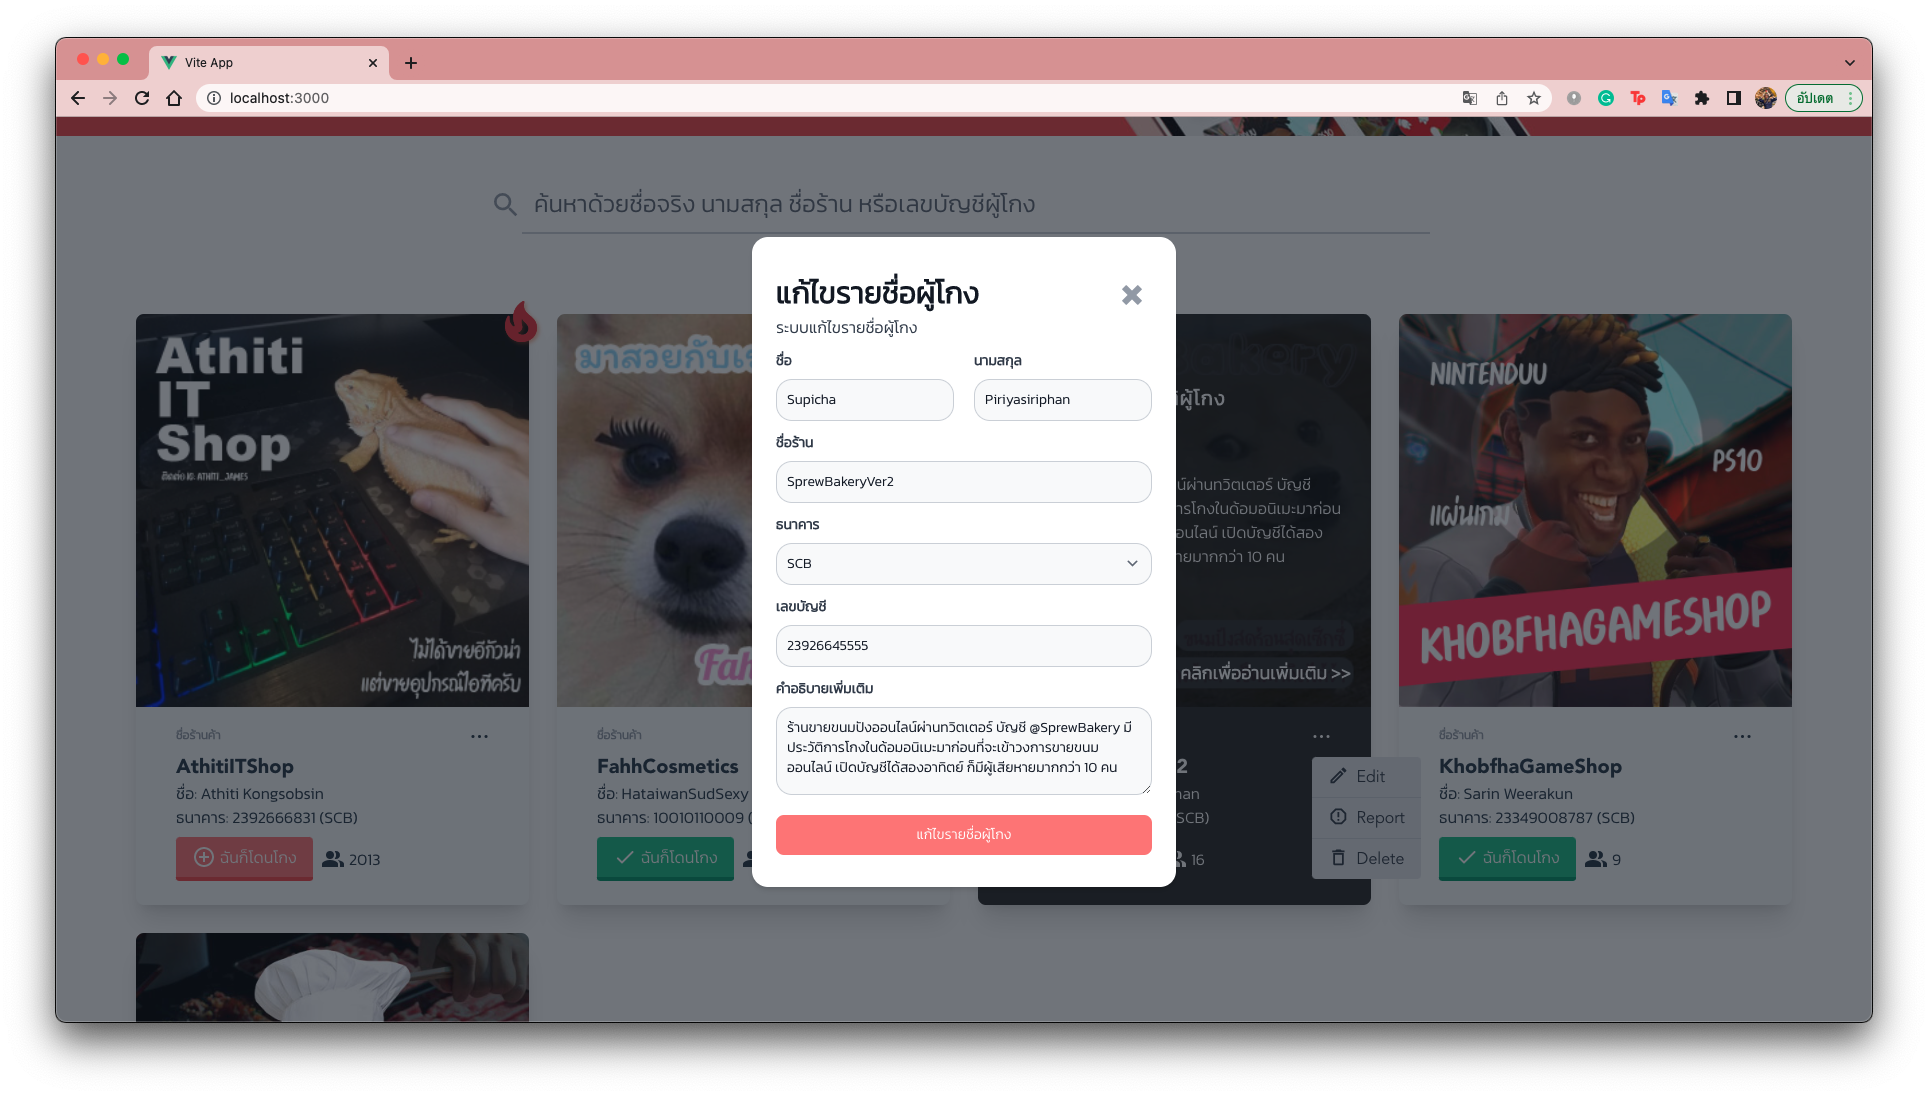 Vite App
localhost:3000
อัปเดต
ค้นหาด้วยชื่อจริง นามสกุล ชื่อร้าน หรือเลขบัญชีผู้โกง
แก้ไขรายชื่อผู้โกง
ระบบแก้ไขรายชื่อผู้โกง
ชื่อ
นามสกุล
Supicha
Piriyasiriphan
ชื่อร้าน
SprewBakeryVer2
ธนาคาร
SCB
เลขบัญชี
23926645555
คำอธิบายเพิ่มเติม
ร้านขายขนมปังออนไลน์ผ่านทวิตเตอร์ บัญชี @SprewBakery มี
ประวัติการโกงในด้อมอนิเมะมาก่อนที่จะเข้าวงการขายขนม
ออนไลน์ เปิดบัญชีได้สองอาทิตย์ ก็มีผู้เสียหายมากกว่า 10 คน
แก้ไขรายชื่อผู้โกง
Athiti
IT
Shop
ติดต่อ IG: ATHITI_JAMES
ไม่ได้ขายอีกัวน่า
แต่ขายอุปกรณ์ไอทีครับ
ชื่อร้านค้า
AthitiITShop
ชื่อ: Athiti Kongsobsin
ธนาคาร: 2392666831 (SCB)
ฉันก็โดนโกง
2013
มาสวยกับเ
Fah
ชื่อร้านค้า
FahhCosmetics
ชื่อ: HataiwanSudSexy
ธนาคาร: 10010110009 (
ฉันก็โดนโกง
akery
ผู้โกง
น์ผ่านทวิตเตอร์ บัญชี
ารโกงในด้อมอนิเมะมาก่อน
อนไลน์ เปิดบัญชีได้สอง
ายมากกว่า 10 คน
คลิกเพื่ออ่านเพิ่มเติม >>
2
han
SCB)
16
Edit
Report
Delete
NINTENDUU
PS10
แผ่นเกม
KHOBFHAGAMESHOP
ชื่อร้านค้า
KhobfhaGameShop
ชื่อ: Sarin Weerakun
ธนาคาร: 23349008787 (SCB)
ฉันก็โดนโกง
9